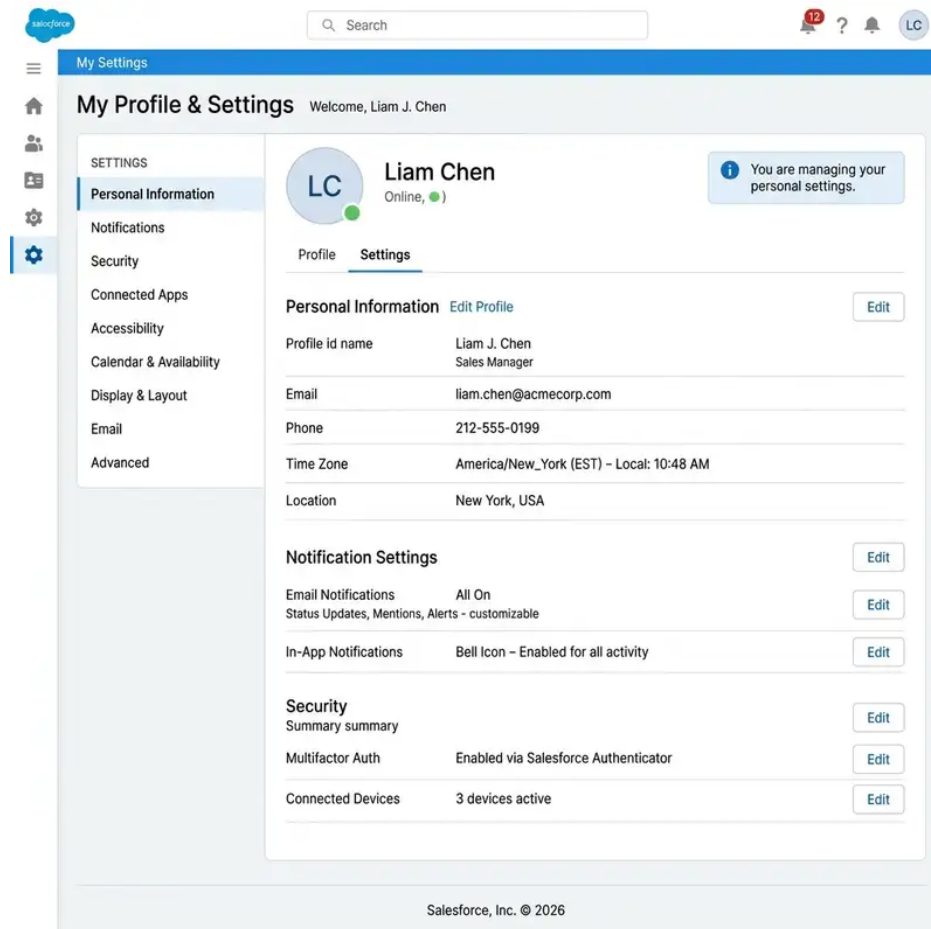 salocforce
Search
12
?
LC
My Settings
My Profile & Settings
Welcome, Liam J. Chen
SETTINGS
Personal Information
Notifications
Security
Connected Apps
Accessibility
Calendar & Availability
Display & Layout
Email
Advanced
LC
Liam Chen
Online, )
i You are managing your
personal settings.
Profile
Settings
Personal Information Edit Profile
Edit
Profile id name Liam J. Chen
Sales Manager
Email liam.chen@acmecorp.com
Phone 212-555-0199
Time Zone America/New_York (EST) – Local: 10:48 AM
Location New York, USA
Notification Settings
Edit
Email Notifications All On
Status Updates, Mentions, Alerts - customizable
Edit
In-App Notifications Bell Icon – Enabled for all activity
Edit
Security
Summary summary
Edit
Multifactor Auth Enabled via Salesforce Authenticator
Edit
Connected Devices 3 devices active
Edit
Salesforce, Inc. © 2026